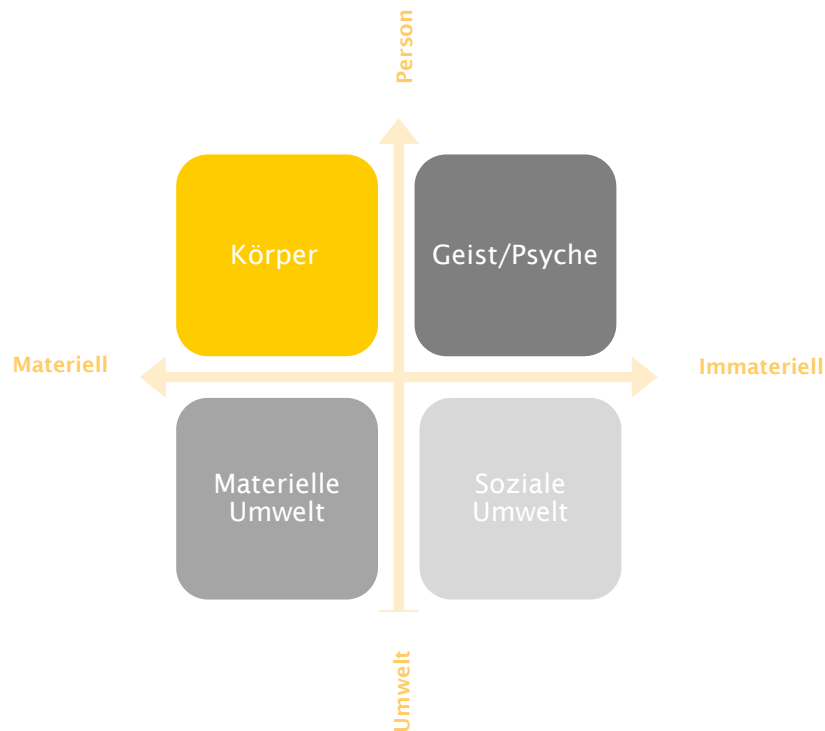 Person
Körper
Geist/Psyche
Materiell
Immateriell
Materielle
Umwelt
Soziale
Umwelt
Umwelt